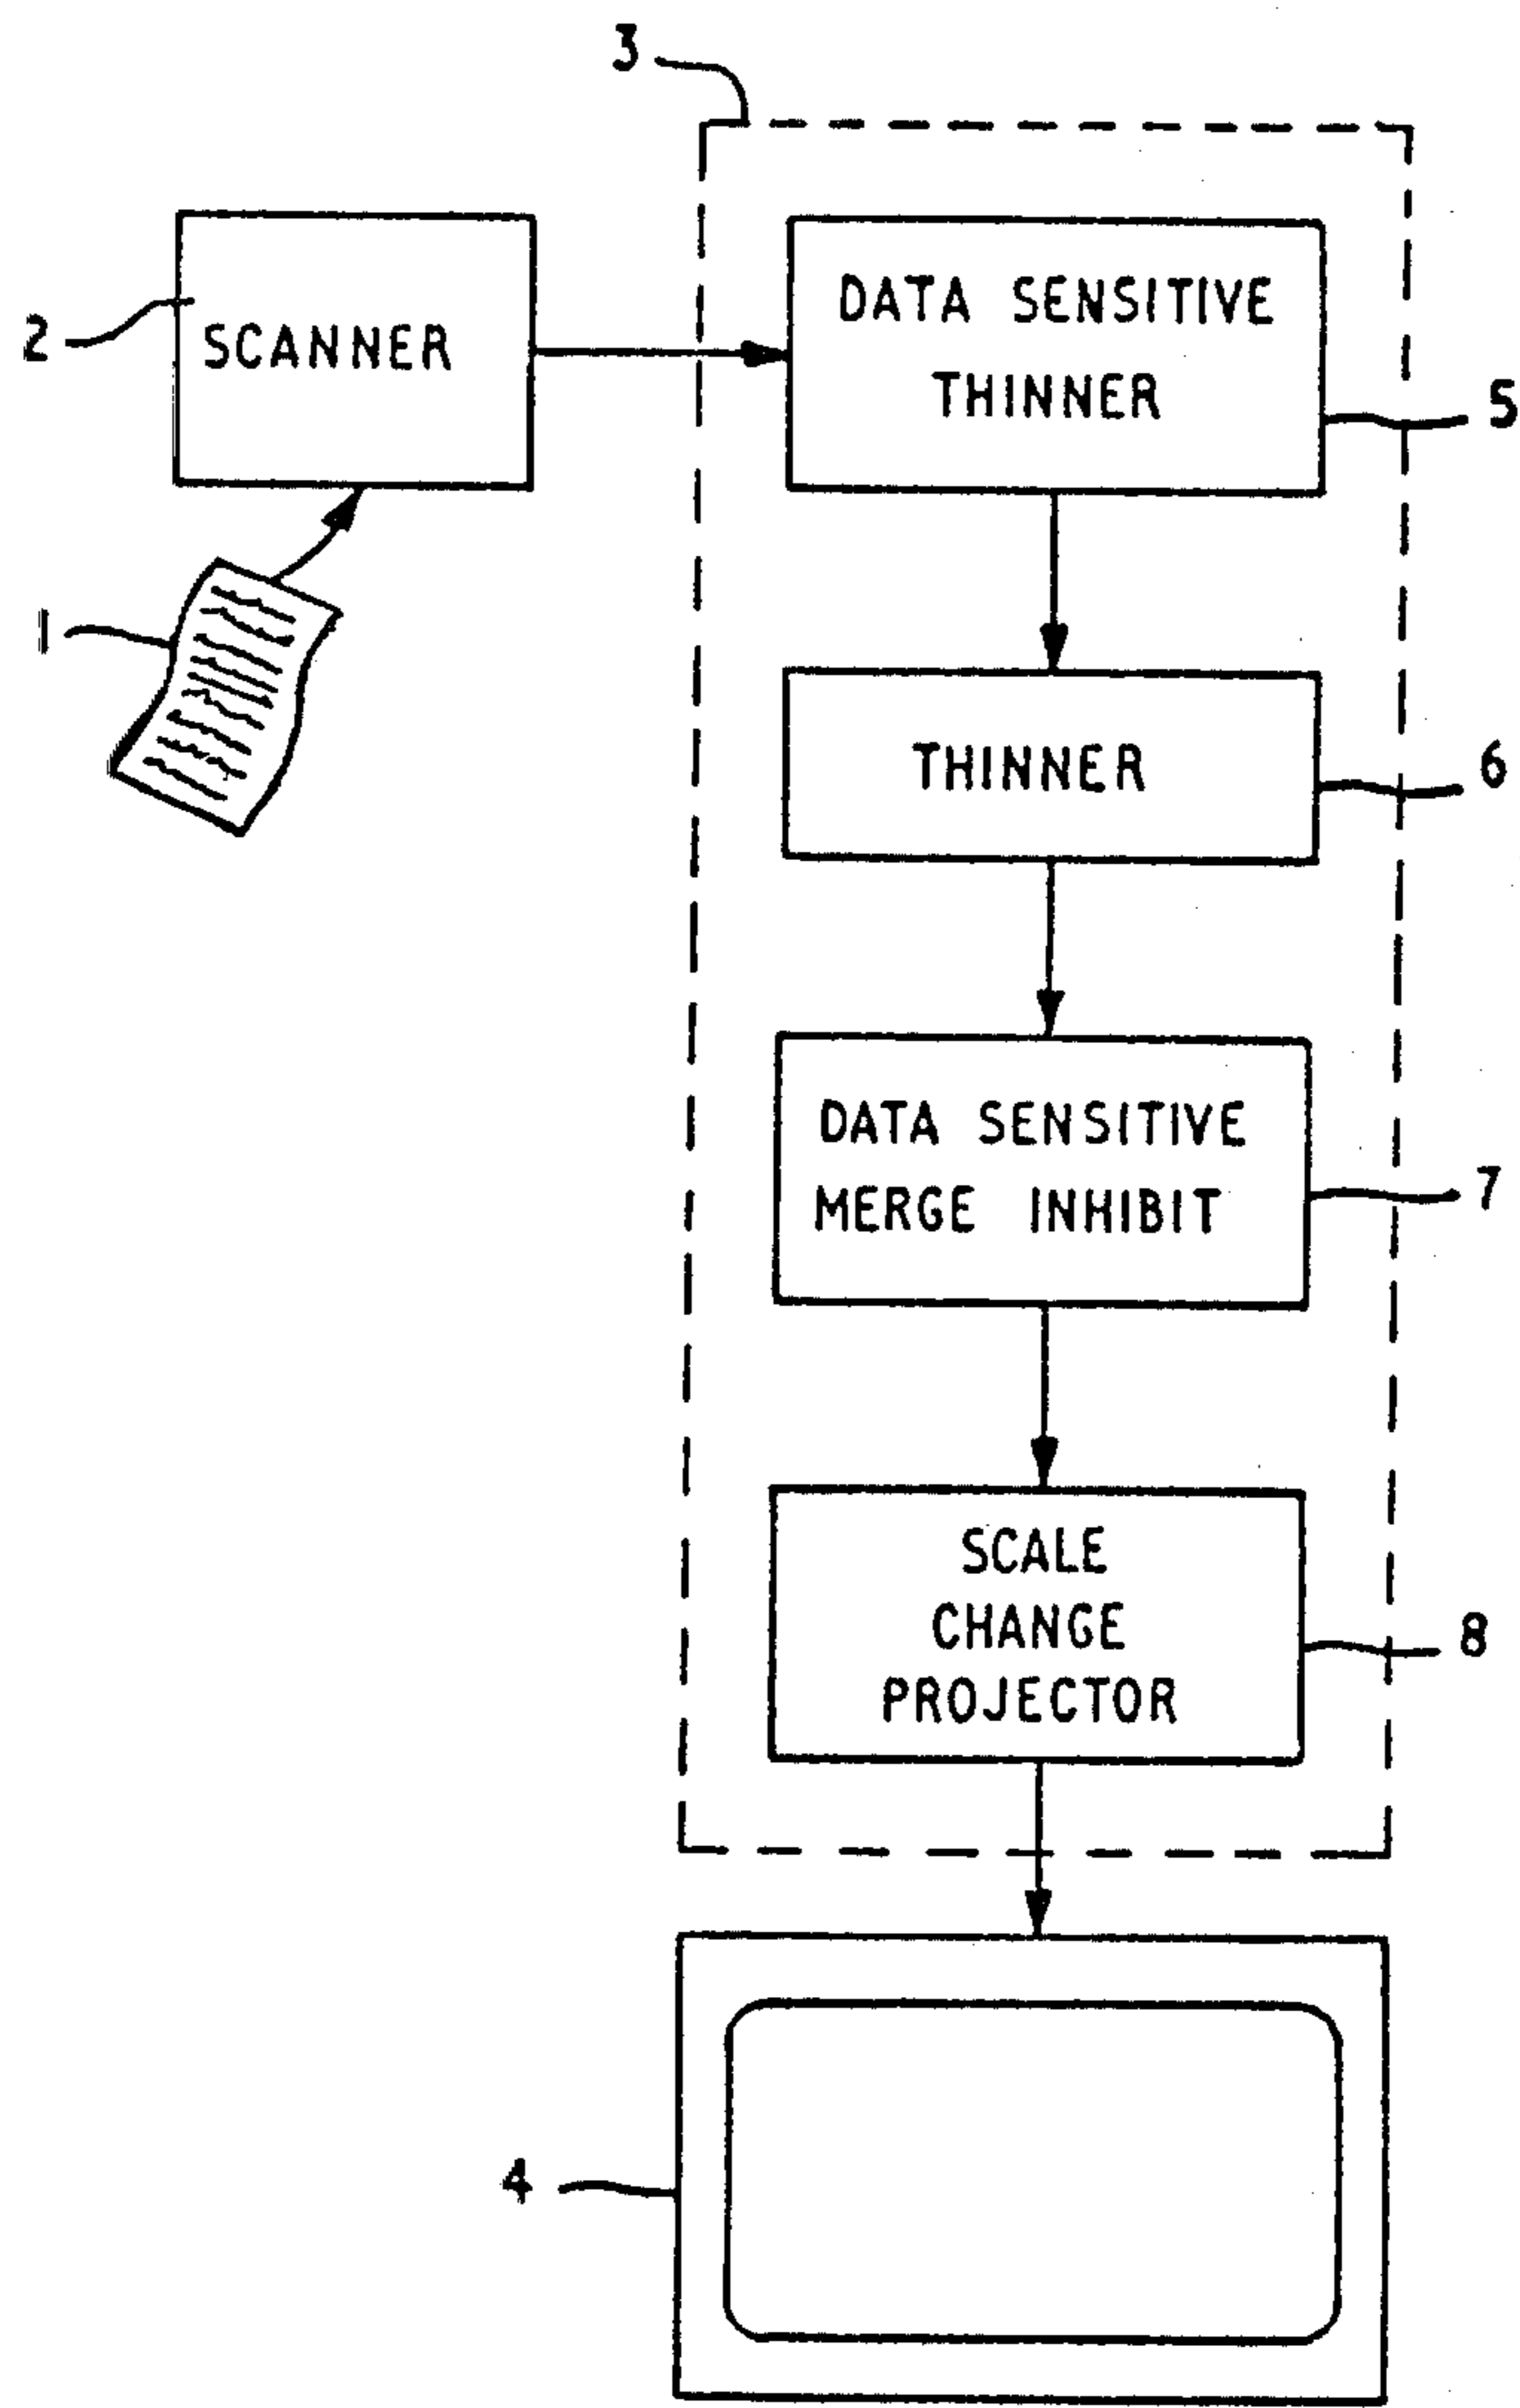 3
2
SCANNER
DATA SENSITIVE
THINNER
5
1
THINNER
6
DATA SENSITIVE
MERGE INHIBIT
7
SCALE
CHANGE
PROJECTOR
8
4